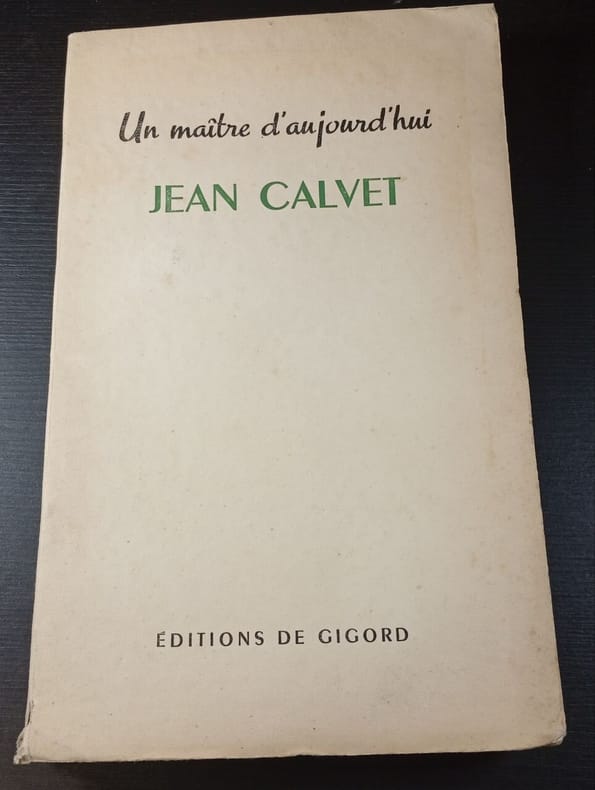 Un maître d'aujourd'hui
JEAN CALVET
ÉDITIONS DE GIGORD